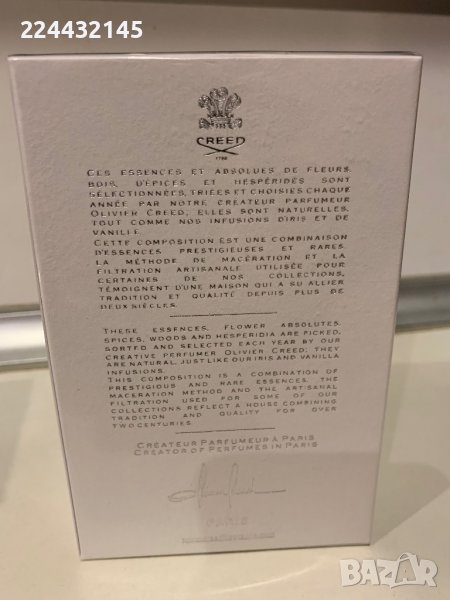 224432145
CREED
1760
CES ESSENCES ET ABSOLUES DE FLEURS,
BOIS, D'ÉPICES ET HESPÉRIDÉS SONT
SÉLECTIONNÉES, TRIÉES ET CHOISIES CHAQUE
ANNÉE PAR NOTRE CRÉATEUR PARFUMEUR
OLIVIER CREED, ELLES SONT NATURELLES,
TOUT COMME NOS INFUSIONS D'IRIS ET DE
VANILLE.
CETTE COMPOSITION EST UNE COMBINAISON
D'ESSENCES PRESTIGIEUSES ET RARES.
LA MÉTHODE DE MACÉRATION ET LA
FILTRATION ARTISANALE UTILISÉE POUR
CERTAINES DE NOS COLLECTIONS,
TÉMOIGNENT D'UNE MAISON QUI A SU ALLIER
TRADITION ET QUALITÉ DEPUIS PLUS DE
DEUX SIÈCLES.
THESE ESSENCES, FLOWER ABSOLUTES,
SPICES, WOODS AND HESPERIDIA ARE PICKED,
SORTED AND SELECTED EACH YEAR BY OUR
CREATIVE PERFUMER OLIVIER CREED, THEY
ARE NATURAL, JUST LIKE OUR IRIS AND VANILLA
INFUSIONS.
THIS COMPOSITION IS A COMBINATION OF
PRESTIGIOUS AND RARE ESSENCES, THE
MACERATION METHOD AND THE ARTISANAL
FILTRATION USED FOR SOME OF OUR
COLLECTIONS REFLECT A HOUSE COMBINING
TRADITION AND QUALITY FOR OVER
TWO CENTURIES.
CRÉATEUR PARFUMEUR À PARIS
CREATOR OF PERFUMES IN PARIS
PARIS
BAZAR